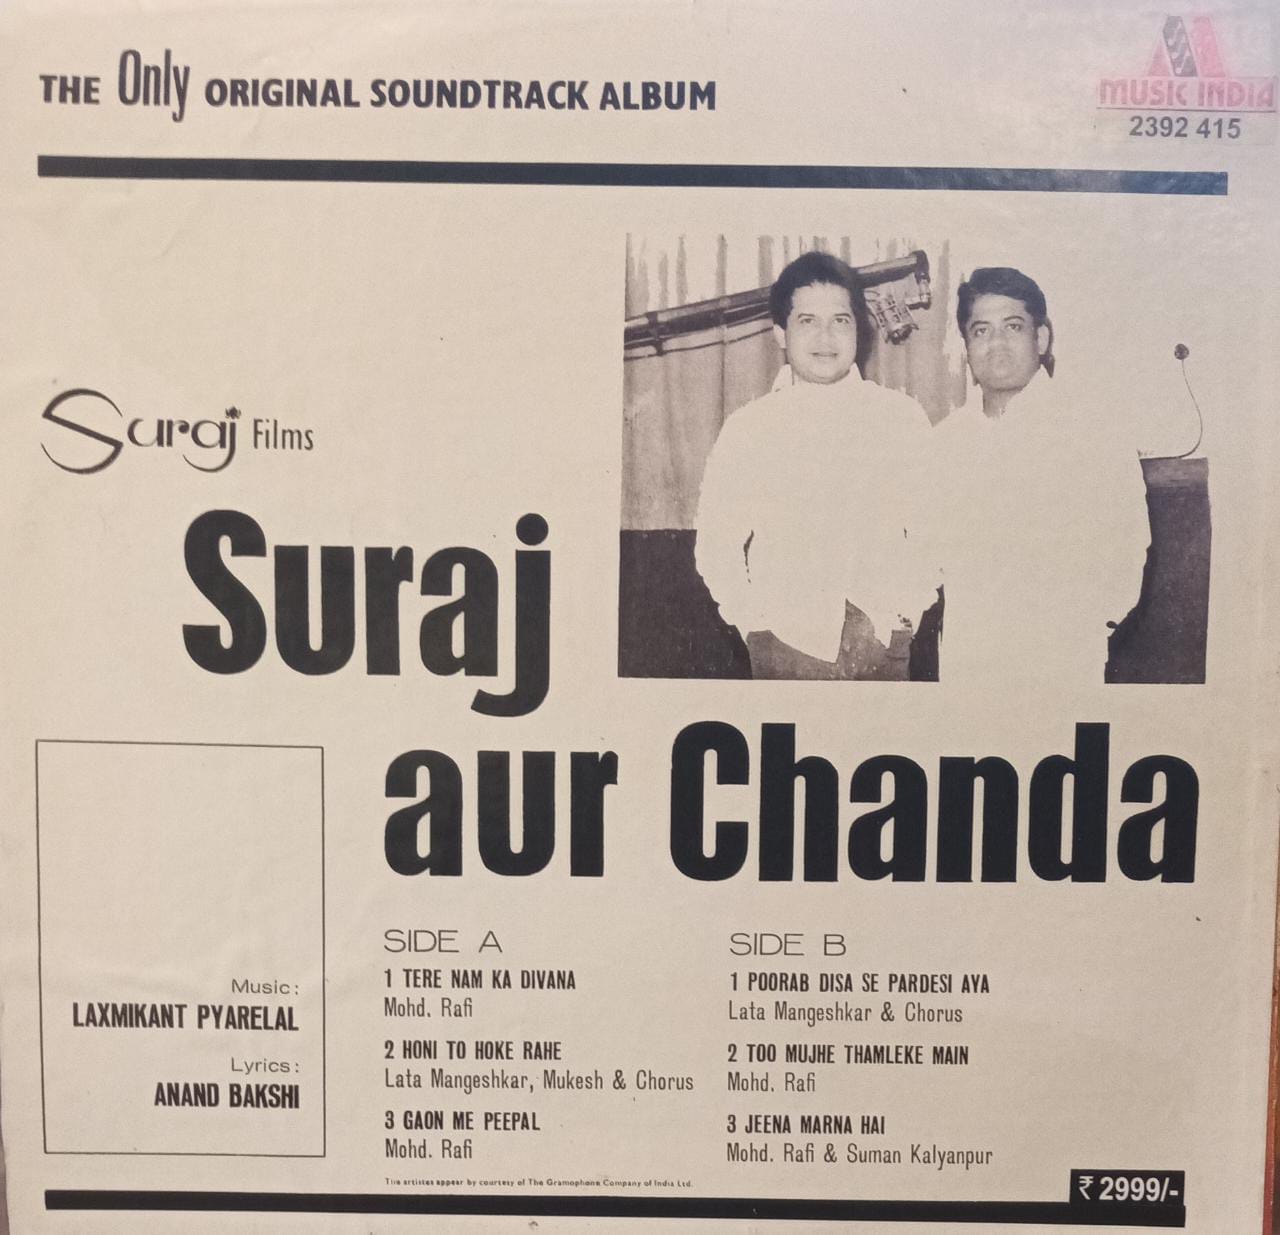 THE Only ORIGINAL SOUNDTRACK ALBUM
MUSIC INDIA
2392 415
Suraj Films
Suraj
aur Chanda
Music:
LAXMIKANT PYARELAL
Lyrics:
ANAND BAKSHI
SIDE A
1 TERE NAM KA DIVANA
Mohd. Rafi
2 HONI TO HOKE RAHE
Lata Mangeshkar, Mukesh & Chorus
3 GAON ME PEEPAL
Mohd. Rafi
SIDE B
1 POORAB DISA SE PARDESI AYA
Lata Mangeshkar & Chorus
2 TOO MUJHE THAMLEKE MAIN
Mohd. Rafi
3 JEENA MARNA HAI
Mohd. Rafi & Suman Kalyanpur
The artistes appear by courtesy of The Gramophone Company of India Ltd.
₹ 2999/-